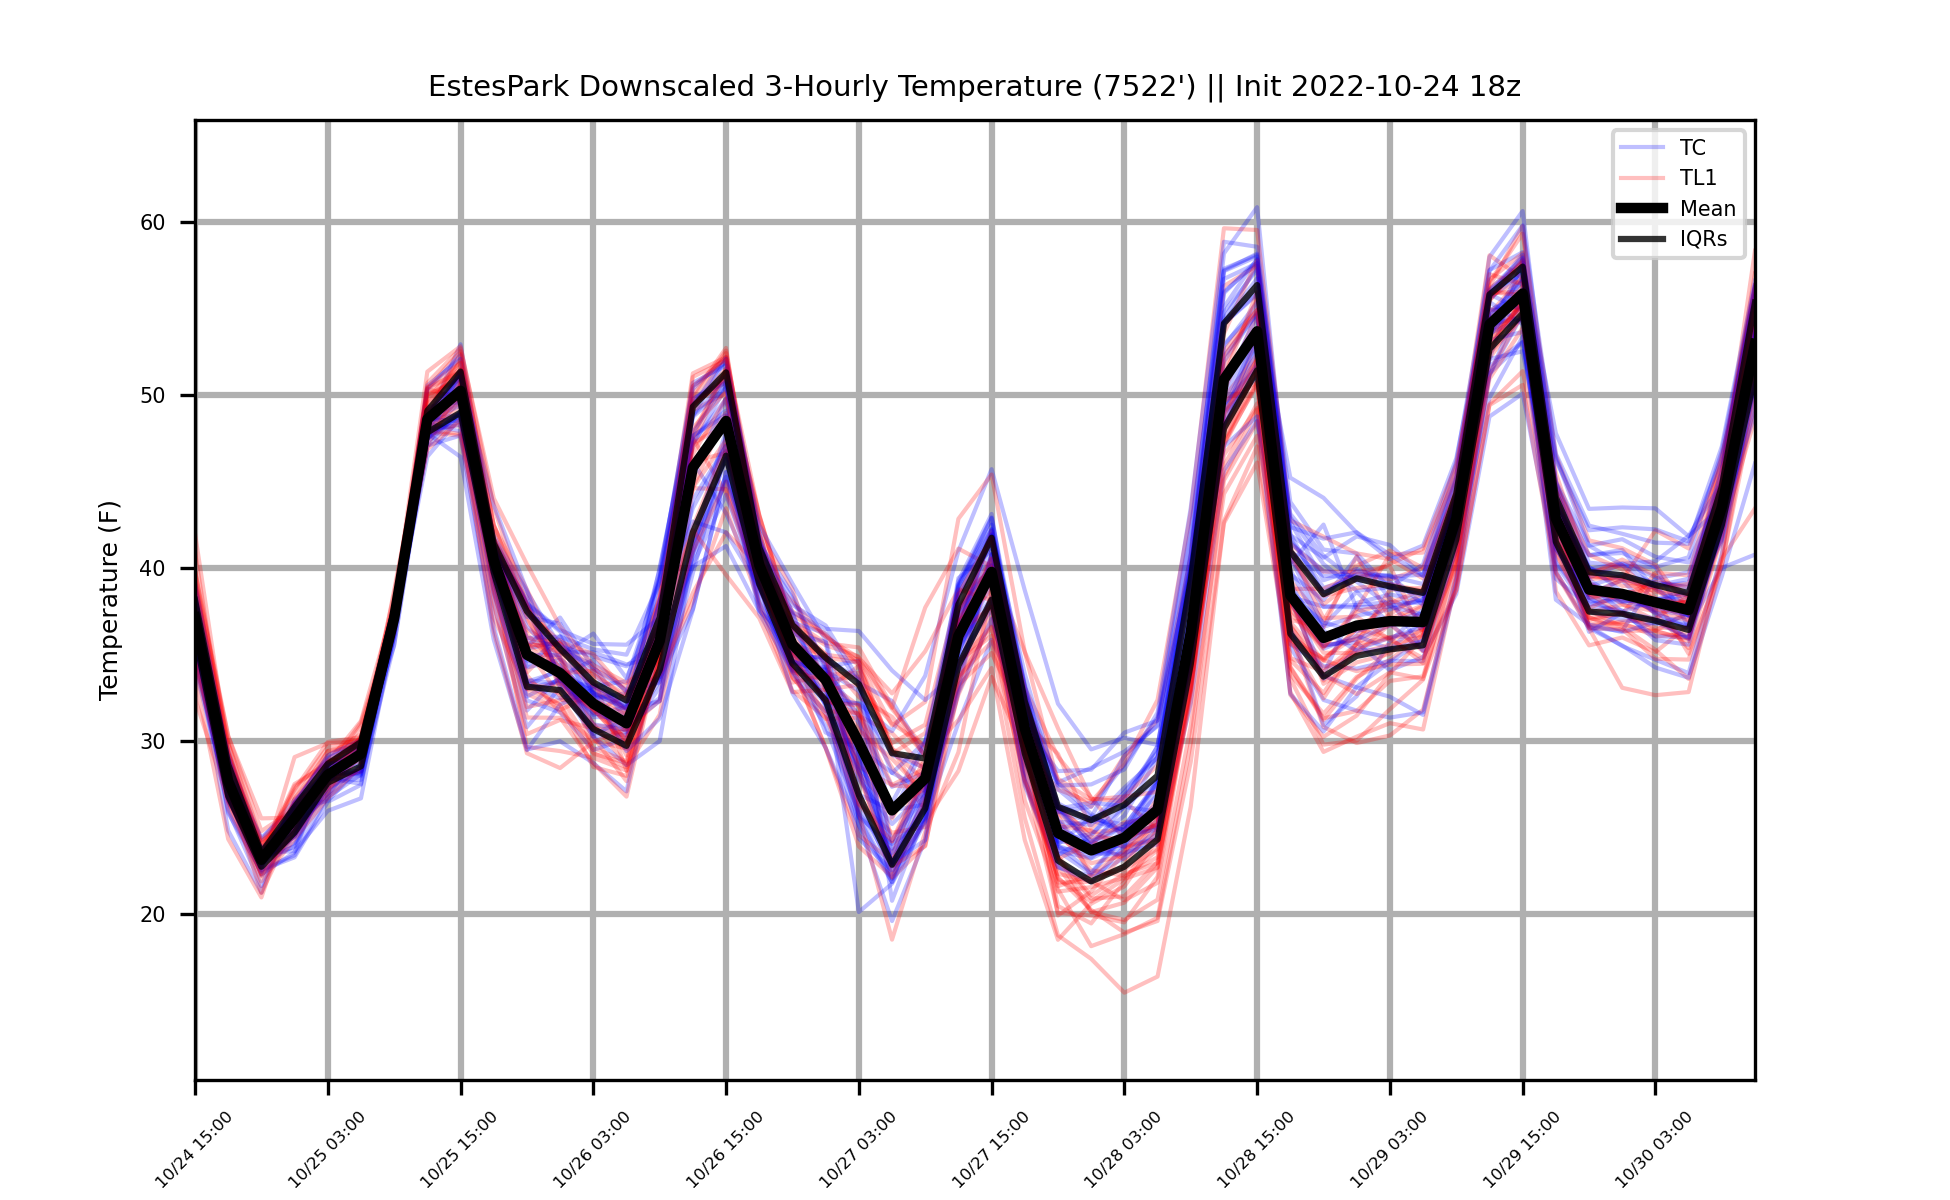 EstesPark Downscaled 3-Hourly Temperature (7522') || Init 2022-10-24 18z
TC
TL1
Mean
IQRs
Temperature (F)
60
50
40
30
20
10/24 15:00
10/25 03:00
10/25 15:00
10/26 03:00
10/26 15:00
10/27 03:00
10/27 15:00
10/28 03:00
10/28 15:00
10/29 03:00
10/29 15:00
10/30 03:00